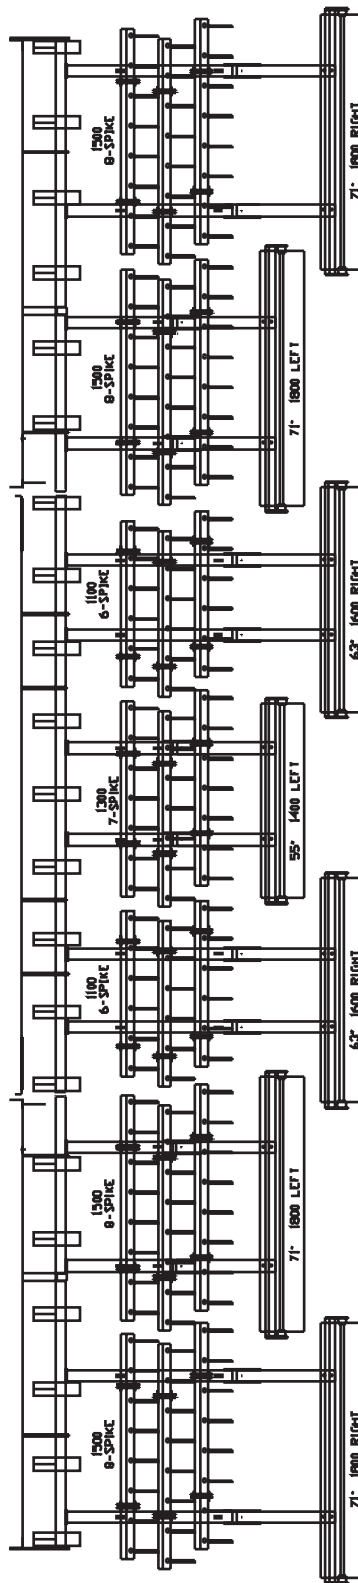 1500
8-SPIKE
71" 1800 RIGHT
1500
8-SPIKE
71" 1800 LEFT
1100
6-SPIKE
63" 1600 RIGHT
1300
7-SPIKE
55" 1400 LEFT
1100
6-SPIKE
63" 1600 RIGHT
1500
8-SPIKE
71" 1800 LEFT
1500
8-SPIKE
71" 1800 RIGHT